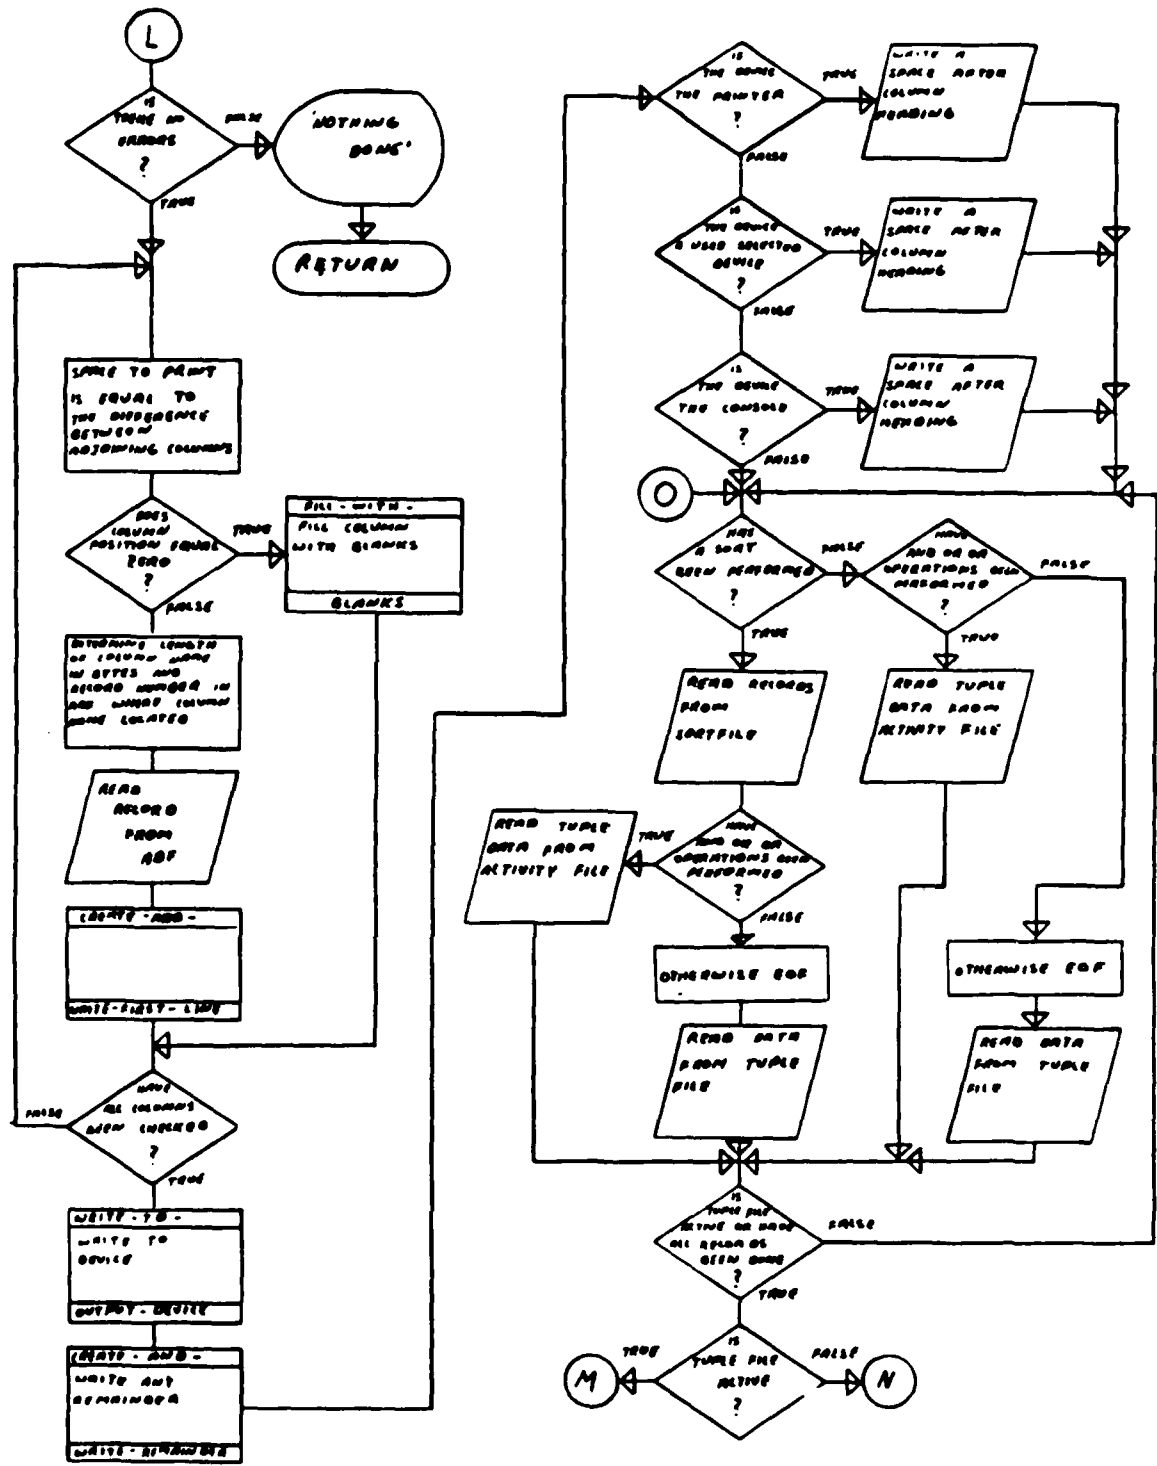 L
IS
THERE NO
ERRORS
?
FALSE
'NOTHING
DONE'
TRUE
RETURN
SPACE TO PRINT
IS EQUAL TO
THE DIFFERENCE
BETWEEN
ADJOINING COLUMNS
DOES
COLUMN
POSITION EQUAL
ZERO
?
TRUE
FILL-WITH-
FILL COLUMN
WITH BLANKS
BLANKS
FALSE
DETERMINE LENGTH
OF COLUMN NAME
IN BYTES AND
RECORD NUMBER IN
WHERE COLUMN
NAME LOCATED
READ
RECORD
FROM
ADF
CREATE-AND-
WRITE-FIRST-LINE
HAVE
ALL COLUMNS
BEEN CHECKED
?
FALSE
TRUE
WRITE-TO-
WRITE TO
DEVICE
OUTPUT-DEVICE
CREATE-AND-
WRITE ANY
REMAINDER
WRITE-REMAINDER
IS
THE DEVICE
THE PRINTER
?
TRUE
WRITE A
SPACE AFTER
COLUMN
HEADING
FALSE
IS
THE DEVICE
A USER SELECTED
DEVICE
?
TRUE
WRITE A
SPACE AFTER
COLUMN
HEADING
FALSE
IS
THE DEVICE
THE CONSOLE
?
TRUE
WRITE A
SPACE AFTER
COLUMN
HEADING
FALSE
O
HAS
A SORT
BEEN PERFORMED
?
FALSE
HAVE
AND OR OR
OPERATIONS BEEN
PERFORMED
?
FALSE
TRUE
TRUE
READ RECORDS
FROM
SORTFILE
READ TUPLE
DATA FROM
ACTIVITY FILE
READ TUPLE
DATA FROM
ACTIVITY FILE
TRUE
HAVE
AND OR OR
OPERATIONS BEEN
PERFORMED
?
FALSE
OTHERWISE EOF
OTHERWISE EOF
READ DATA
FROM TUPLE
FILE
READ DATA
FROM TUPLE
FILE
IS
TUPLE FILE
ACTIVE OR HAVE
ALL RECORDS
BEEN DONE
?
FALSE
TRUE
IS
TUPLE FILE
ACTIVE
?
TRUE
M
FALSE
N